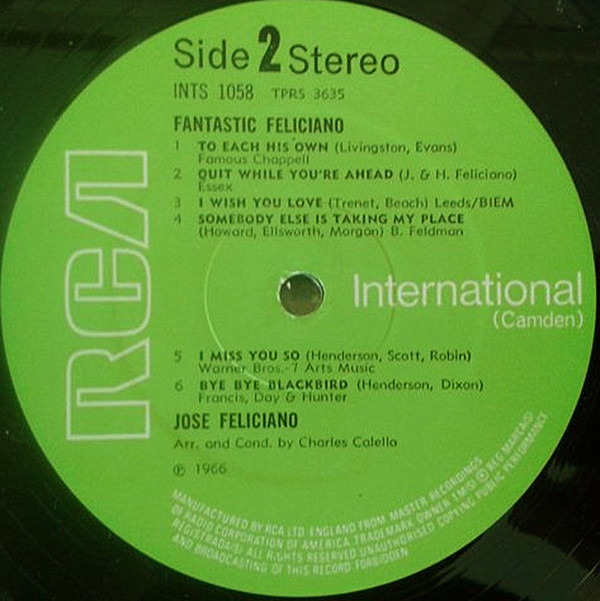 Side 2 Stereo
INTS 1058 TPRS 3635
FANTASTIC FELICIANO
1 TO EACH HIS OWN (Livingston, Evans)
Famous Chappell
2 QUIT WHILE YOU'RE AHEAD (J. & H. Feliciano)
Essex
3 I WISH YOU LOVE (Trenet, Beach) Leeds/BIEM
4 SOMEBODY ELSE IS TAKING MY PLACE
(Howard, Ellsworth, Morgan) B. Feldman
RCA
International
(Camden)
5 I MISS YOU SO (Henderson, Scott, Robin)
Warner Bros.-7 Arts Music
6 BYE BYE BLACKBIRD (Henderson, Dixon)
Francis, Day & Hunter
JOSE FELICIANO
Arr. and Cond. by Charles Calello
℗ 1966
MANUFACTURED BY RCA LTD. ENGLAND FROM MASTER RECORDINGS
OF RADIO CORPORATION OF AMERICA. TRADEMARK OWNER. TMK(S) ® REG MARCA(S)
REGISTRADA(S) ALL RIGHTS RESERVED UNAUTHORISED COPYING PUBLIC PERFORMANCE
AND BROADCASTING OF THIS RECORD FORBIDDEN